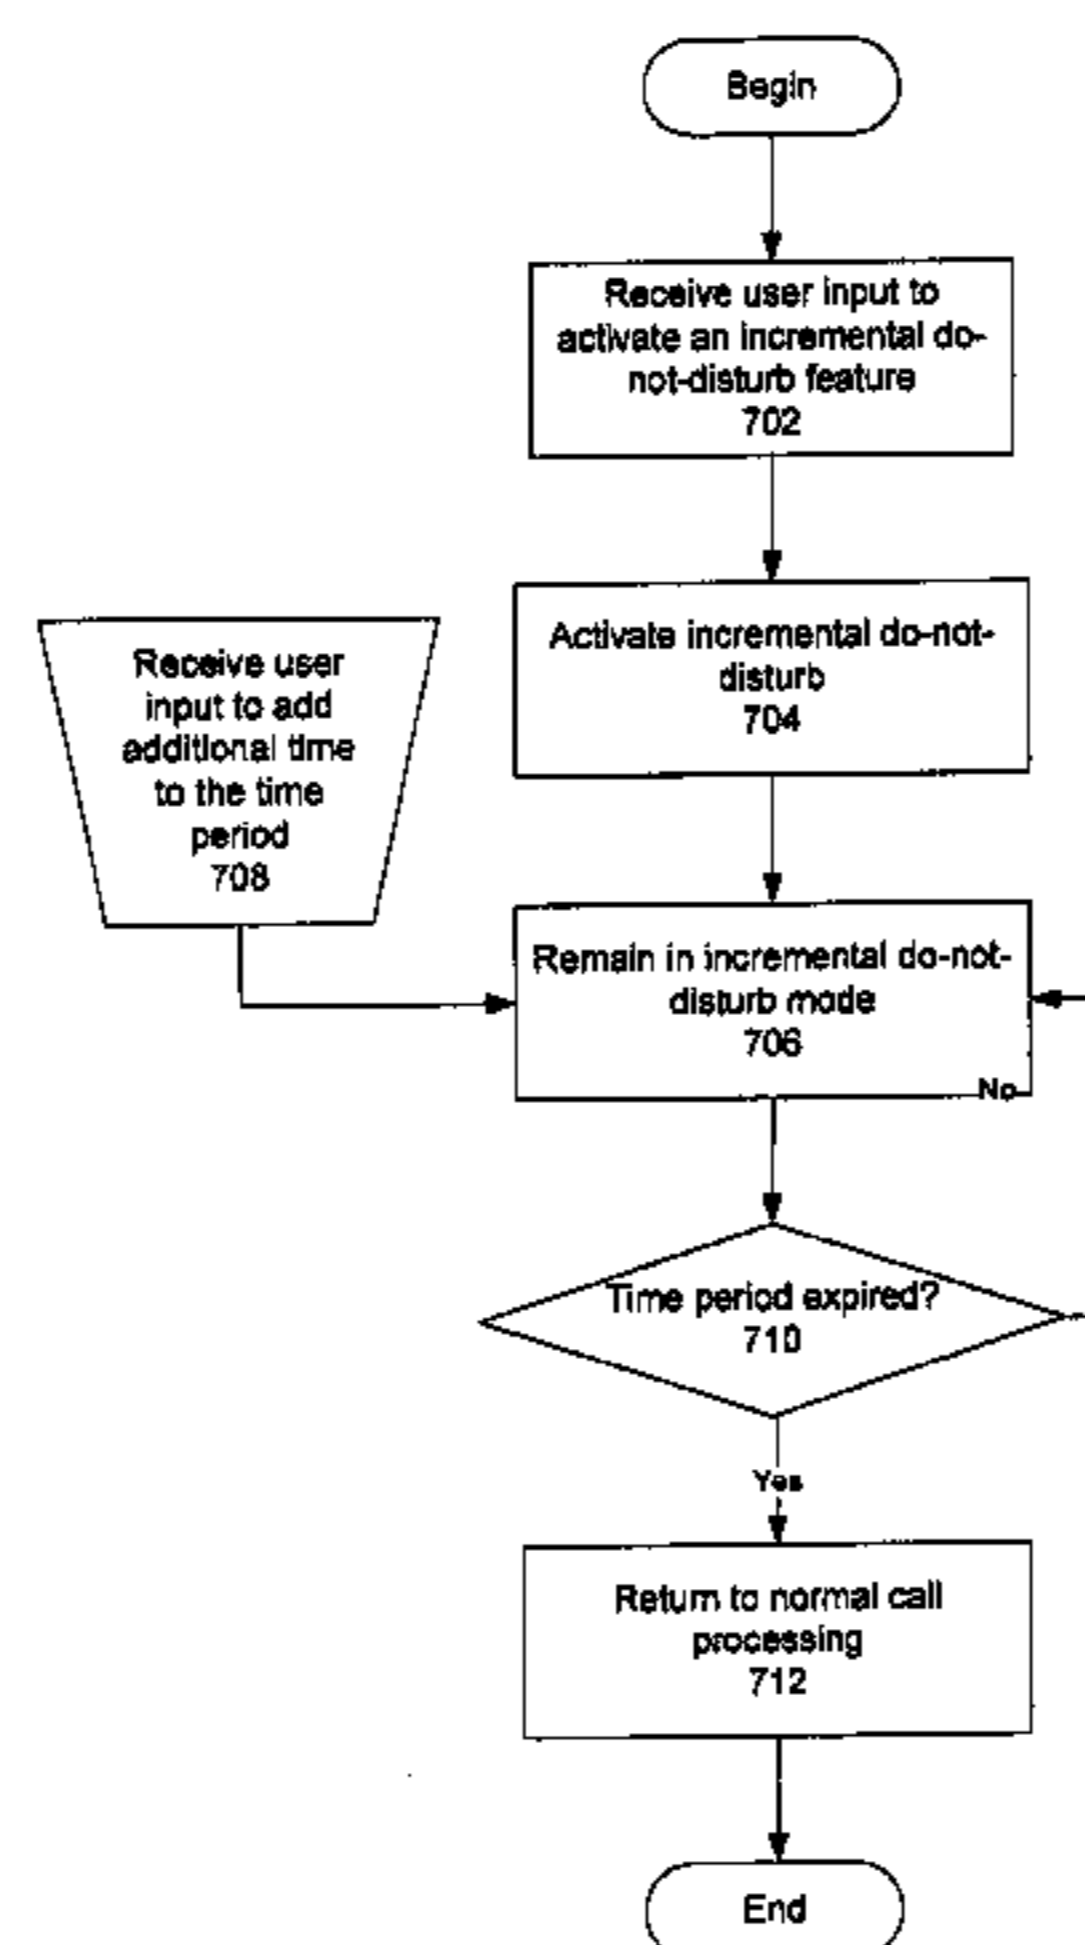 Begin
Receive user input to
activate an incremental do-
not-disturb feature
702
Activate incremental do-not-
disturb
704
Receive user
input to add
additional time
to the time
period
708
Remain in incremental do-not-
disturb mode
706
No
Time period expired?
710
Yes
Return to normal call
processing
712
End